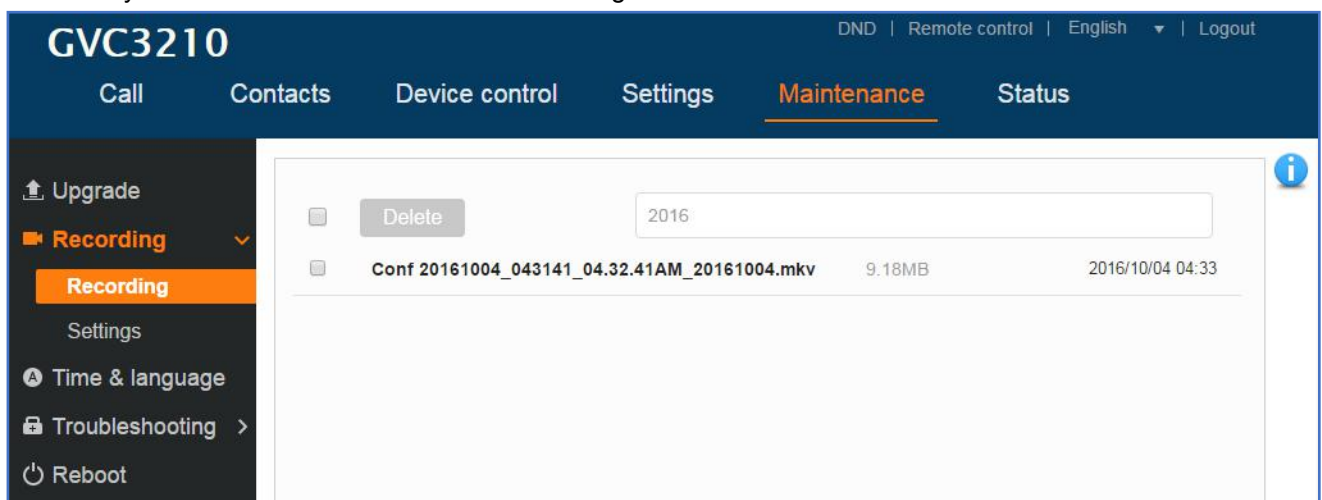 GVC3210
DND | Remote control | English | Logout
Call Contacts Device control Settings Maintenance Status
Upgrade
Recording
Recording
Settings
Time & language
Troubleshooting
Reboot
Delete 2016
Conf 20161004_043141_04.32.41AM_20161004.mkv 9.18MB 2016/10/04 04:33